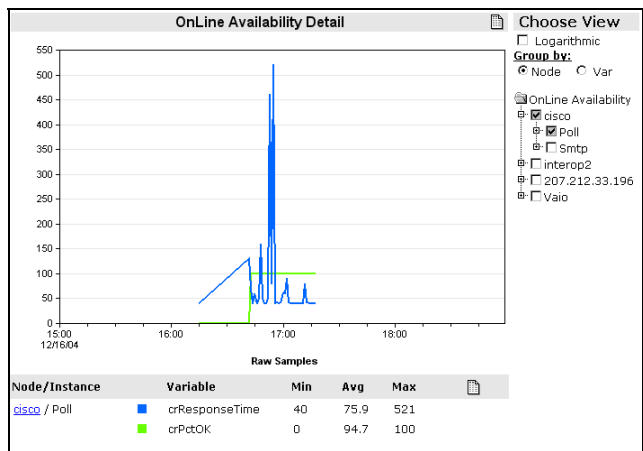 OnLine Availability Detail
550
500
450
400
350
300
250
200
150
100
50
0
15:00
12/16/04
16:00
17:00
18:00
Raw Samples
Choose View
Logarithmic
Group by:
Node Var
OnLine Availability
cisco
Poll
Smtp
interop2
207.212.33.196
Vaio
Node/Instance Variable Min Avg Max
cisco / Poll crResponseTime 40 75.9 521
crPctOK 0 94.7 100